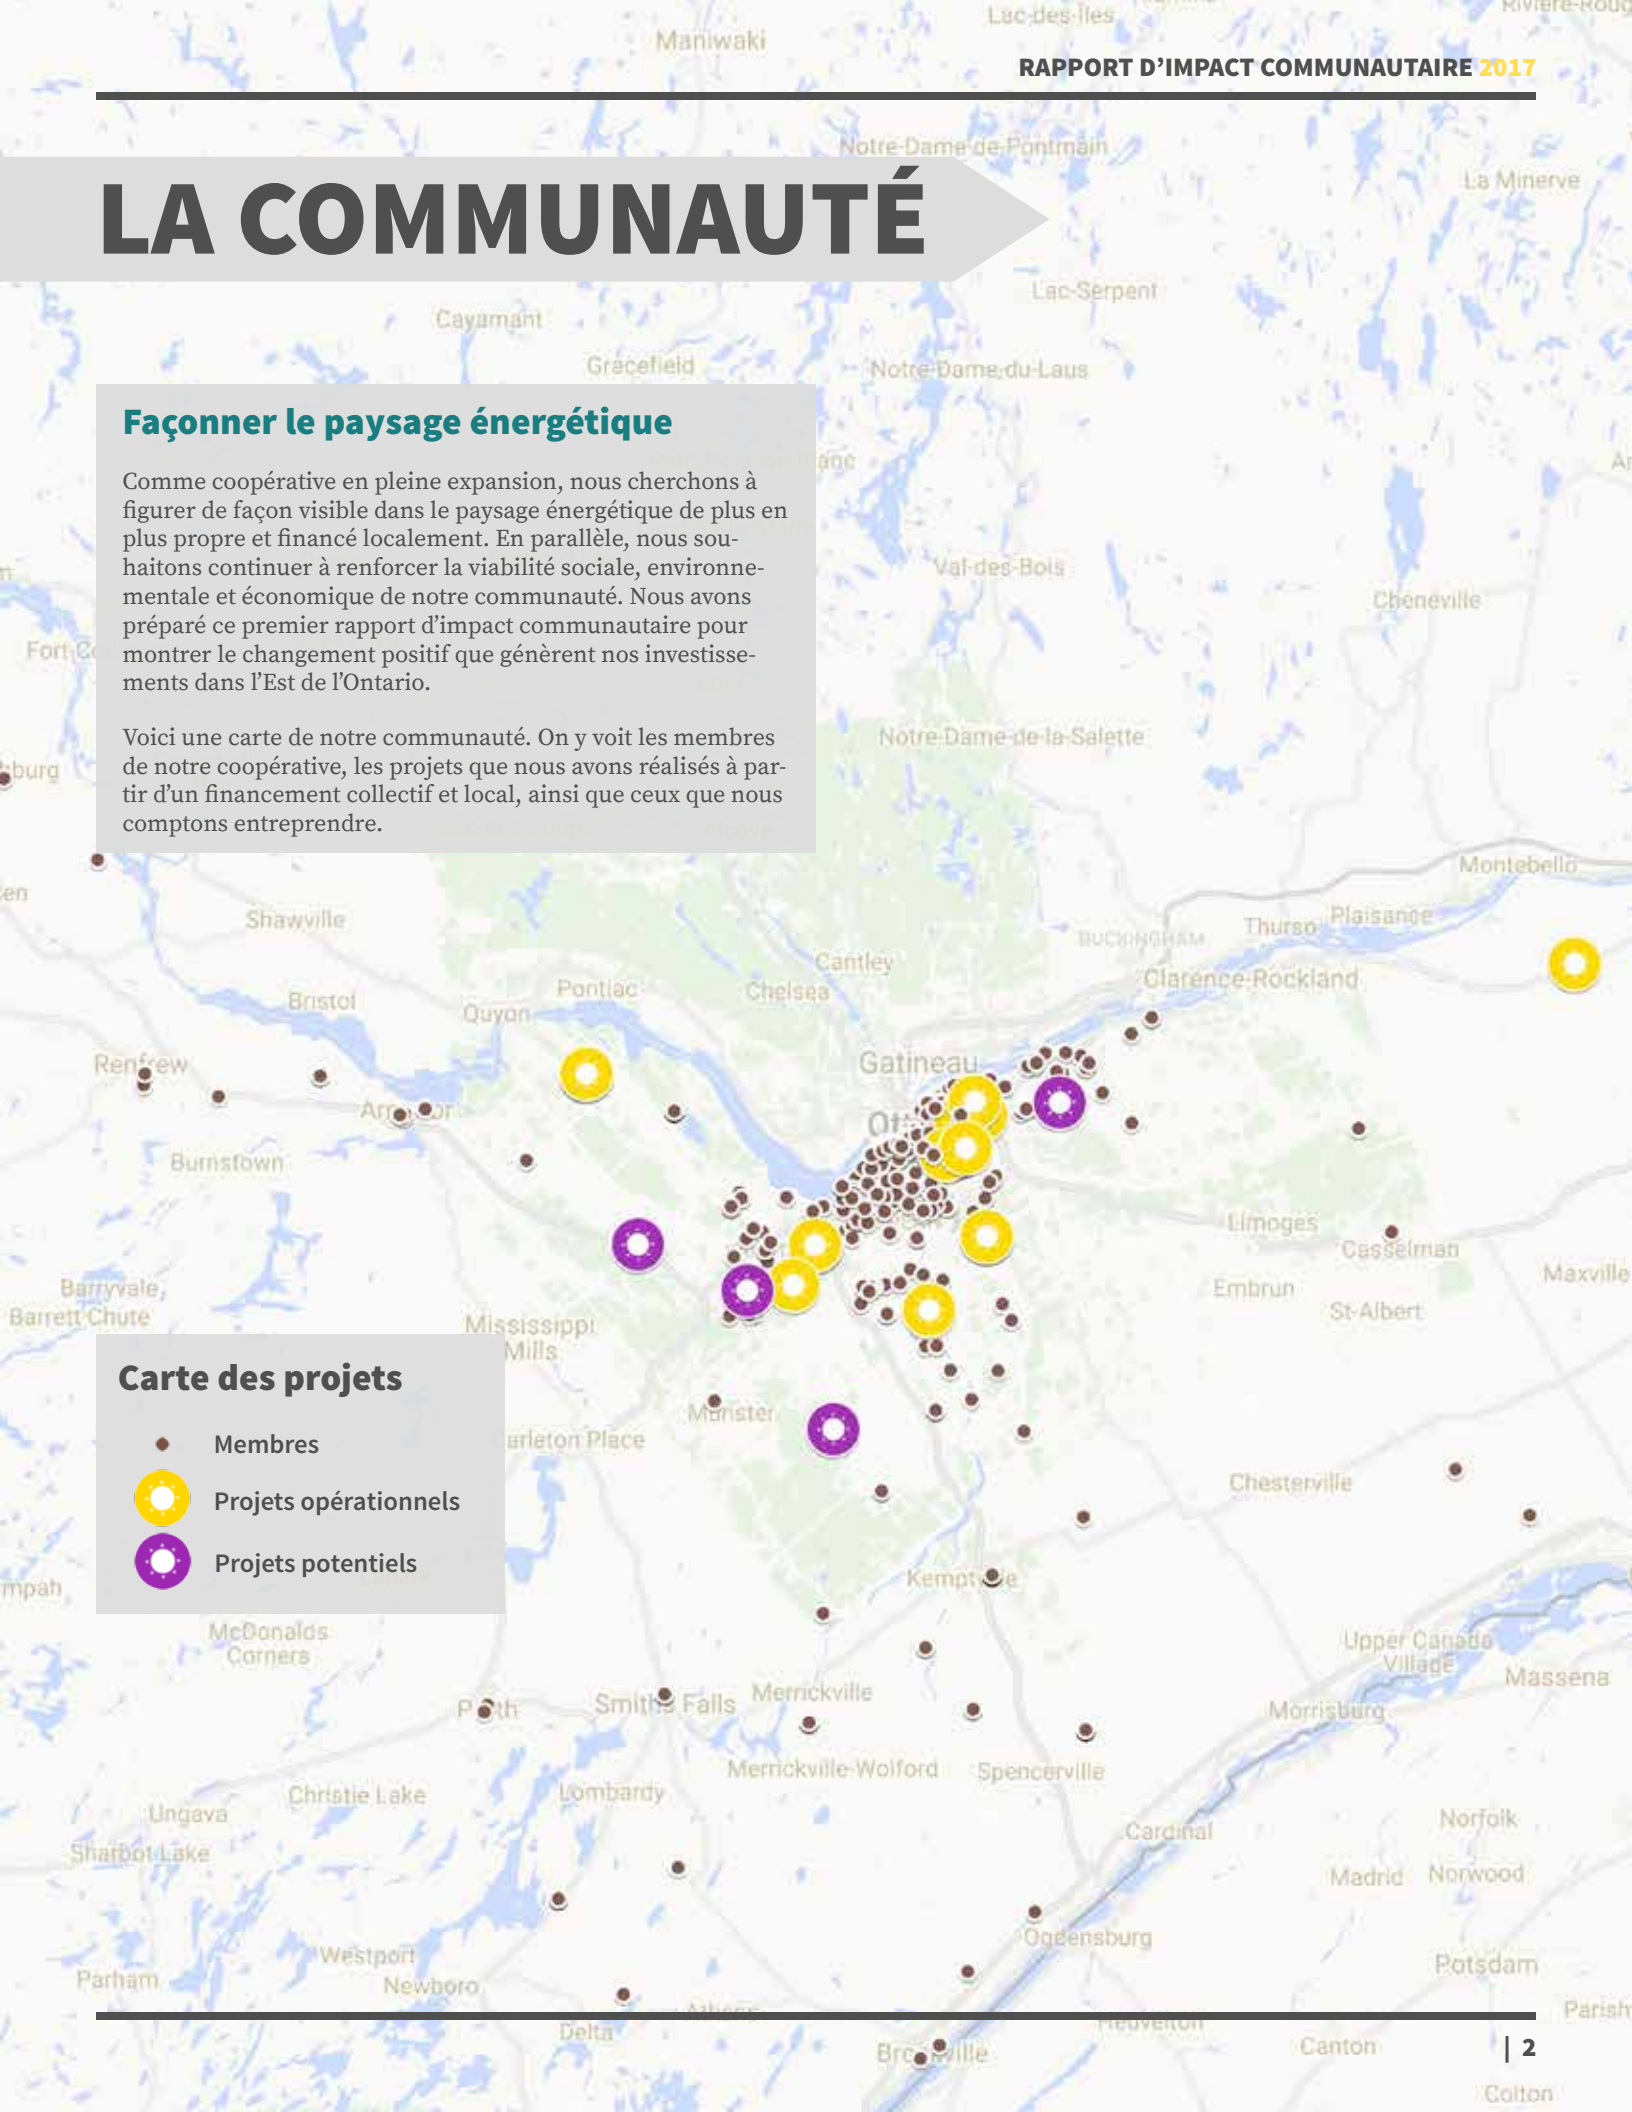 Lac-des-Îles
Maniwaki
RAPPORT D'IMPACT COMMUNAUTAIRE 2017
Notre-Dame-de-Pontmain
La Minerve
LA COMMUNAUTÉ
Lac-Serpent
Cayamant
Gracefield
Notre-Dame-du-Laus
Façonner le paysage énergétique
Comme coopérative en pleine expansion, nous cherchons à
figurer de façon visible dans le paysage énergétique de plus en
plus propre et financé localement. En parallèle, nous sou-
haitons continuer à renforcer la viabilité sociale, environne-
mentale et économique de notre communauté. Nous avons
préparé ce premier rapport d'impact communautaire pour
montrer le changement positif que génèrent nos investisse-
ments dans l'Est de l'Ontario.
Voici une carte de notre communauté. On y voit les membres
de notre coopérative, les projets que nous avons réalisés à par-
tir d'un financement collectif et local, ainsi que ceux que nous
comptons entreprendre.
Val-des-Bois
Chénéville
Notre-Dame-de-la-Salette
Montebello
Shawville
Thurso
Plaisance
BUCKINGHAM
Cantley
Clarence-Rockland
Pontiac
Chelsea
Bristol
Quyon
Renfrew
Gatineau
Burnstown
Limoges
Casselman
Barryvale,
Barrett Chute
Embrun
Maxville
St-Albert
Mississippi
Mills
Carte des projets
Membres
Projets opérationnels
Projets potentiels
Munster
arleton Place
Chesterville
mpah
McDonalds
Corners
Upper Canada
Village
Massena
Smiths Falls
Merrickville
Morrisburg
Merrickville-Wolford
Spencerville
Christie Lake
Lombardy
Ungava
Norfolk
Cardinal
Sharbot Lake
Madrid
Norwood
Ogdensburg
Westport
Potsdam
Parham
Newboro
Parish
Delta
Heuvelton
Canton
| 2
Colton